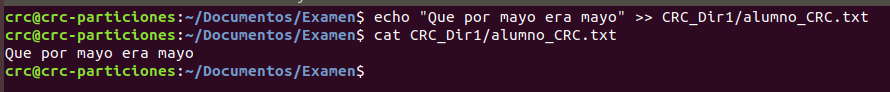 crc@crc-particiones:~/Documentos/Examen$ echo "Que por mayo era mayo" >> CRC_Dir1/alumno_CRC.txt
crc@crc-particiones:~/Documentos/Examen$ cat CRC_Dir1/alumno_CRC.txt
Que por mayo era mayo
crc@crc-particiones:~/Documentos/Examen$